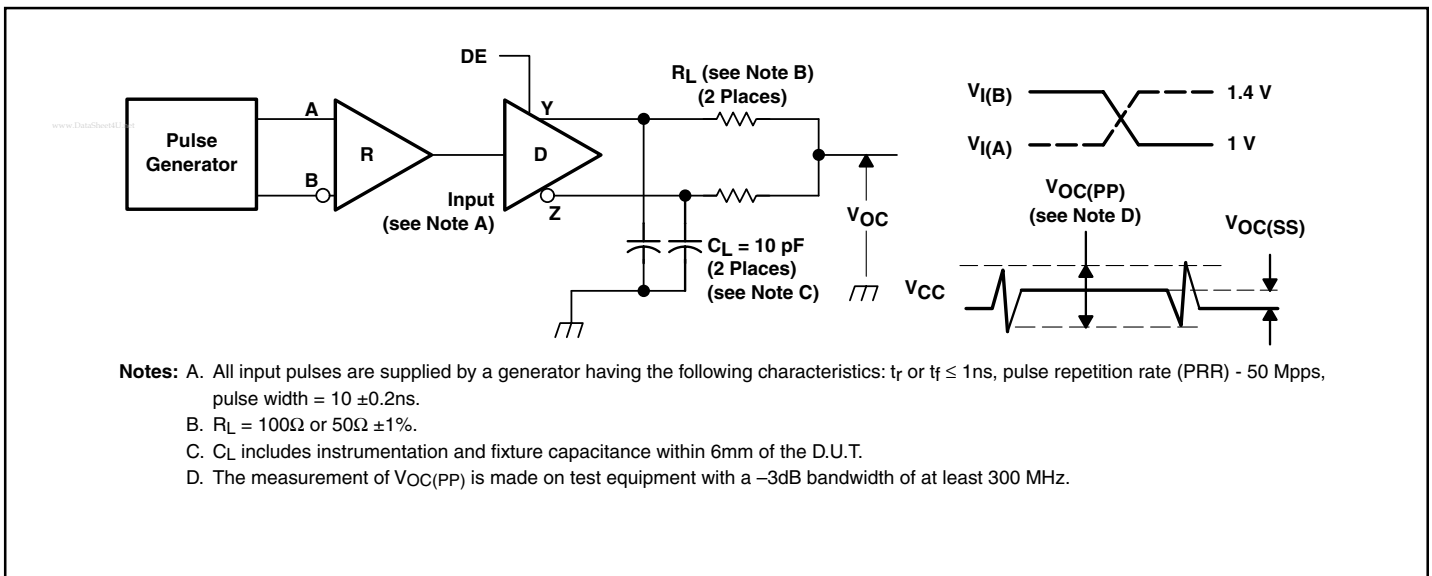 DE
RL (see Note B)
(2 Places)
www.DataSheet4U.net
Pulse
Generator
A
B
R
D
Y
Z
Input
(see Note A)
CL = 10 pF
(2 Places)
(see Note C)
VOC
VI(B)
VI(A)
1.4 V
1 V
VOC(PP)
(see Note D)
VOC(SS)
VCC
Notes: A. All input pulses are supplied by a generator having the following characteristics: tr or tf ≤ 1ns, pulse repetition rate (PRR) - 50 Mpps,
pulse width = 10 ±0.2ns.
B. RL = 100Ω or 50Ω ±1%.
C. CL includes instrumentation and fixture capacitance within 6mm of the D.U.T.
D. The measurement of VOC(PP) is made on test equipment with a –3dB bandwidth of at least 300 MHz.